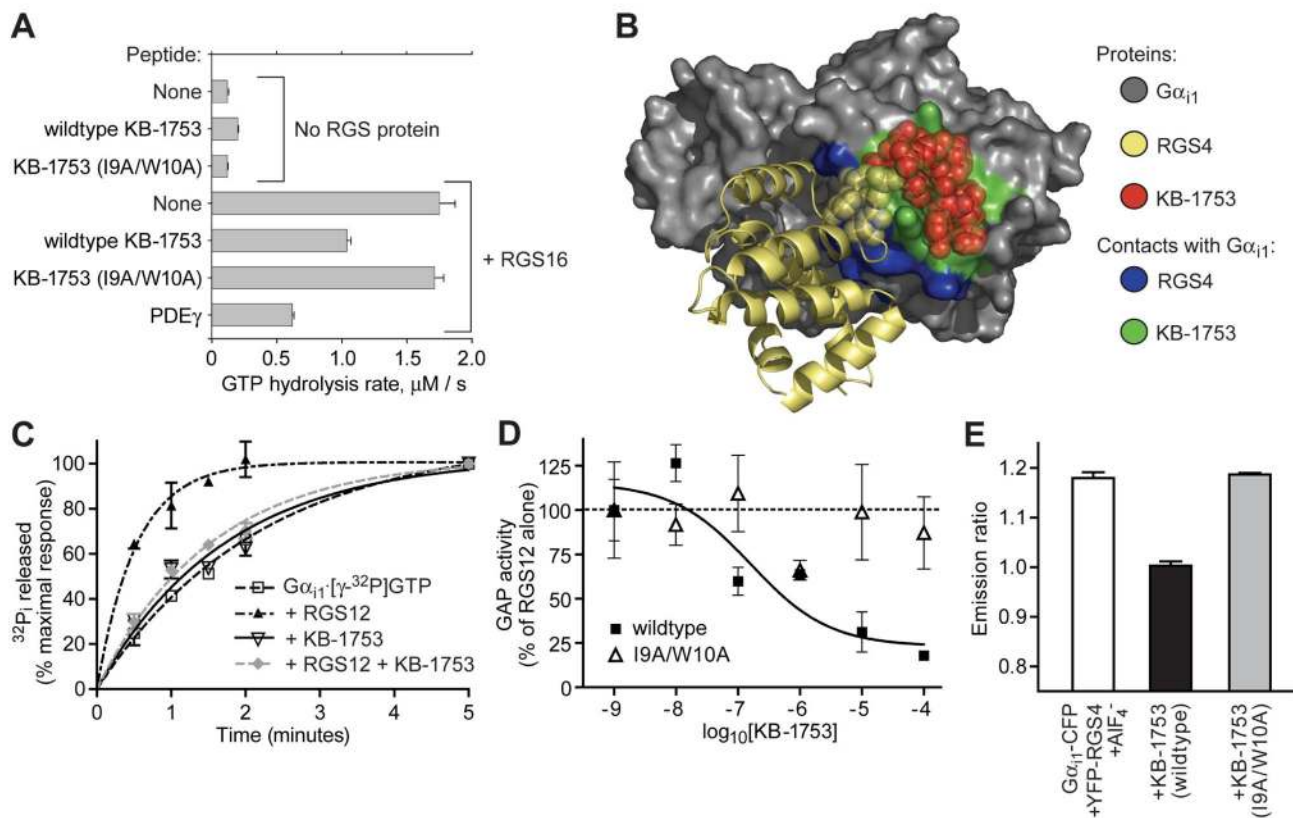 A
Peptide:
None
wildtype KB-1753
KB-1753 (I9A/W10A)
No RGS protein
None
wildtype KB-1753
KB-1753 (I9A/W10A)
PDEγ
+ RGS16
0 0.5 1.0 1.5 2.0
GTP hydrolysis rate, μM / s
B
Proteins:
Gαi1
RGS4
KB-1753
Contacts with Gαi1:
RGS4
KB-1753
C
100
80
60
40
20
0
32Pi released
(% maximal response)
Gαi1·[γ-32P]GTP
+ RGS12
+ KB-1753
+ RGS12 + KB-1753
0 1 2 3 4 5
Time (minutes)
D
125
100
75
50
25
0
GAP activity
(% of RGS12 alone)
wildtype
I9A/W10A
-9 -8 -7 -6 -5 -4
log10[KB-1753]
E
1.2
1.0
0.8
Emission ratio
Gαi1-CFP
+YFP-RGS4
+AlF4-
+KB-1753
(wildtype)
+KB-1753
(I9A/W10A)